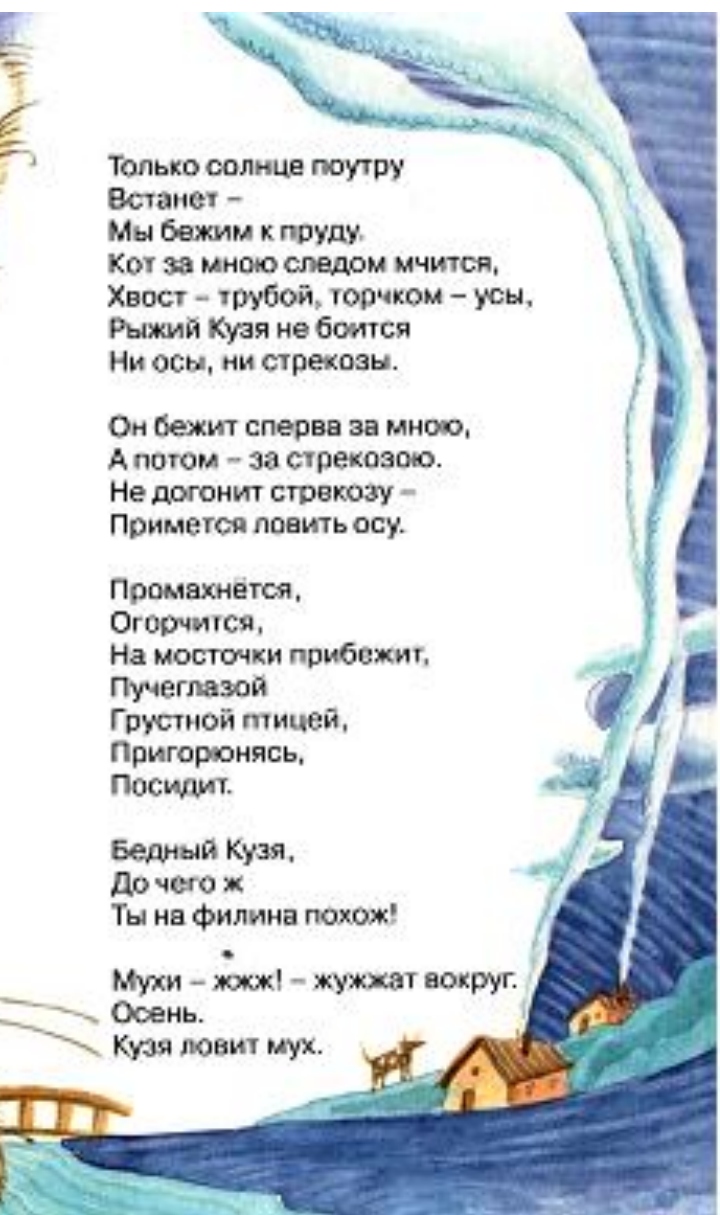 Только солнце поутру
Встанет –
Мы бежим к пруду.
Кот за мною следом мчится,
Хвост – трубой, торчком – усы,
Рыжий Кузя не боится
Ни осы, ни стрекозы.
Он бежит сперва за мною,
А потом – за стрекозою.
Не догонит стрекозу –
Примется ловить осу.
Промахнётся,
Огорчится,
На мосточки прибежит,
Пучеглазой
Грустной птицей,
Пригорюнясь,
Посидит.
Бедный Кузя,
До чего ж
Ты на филина похож!
Мухи – жжж! – жужжат вокруг.
Осень.
Кузя ловит мух.